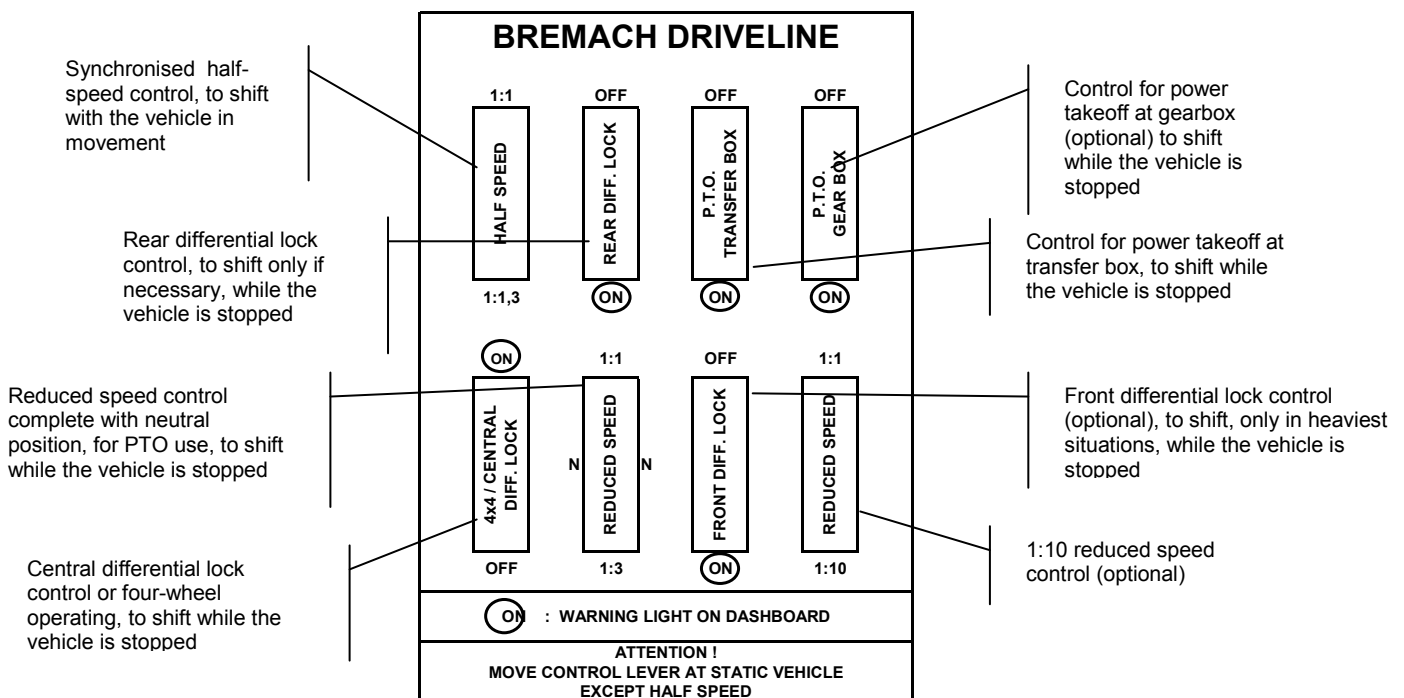 BREMACH DRIVELINE
Synchronised half-
speed control, to shift
with the vehicle in
movement
Rear differential lock
control, to shift only if
necessary, while the
vehicle is stopped
Reduced speed control
complete with neutral
position, for PTO use, to shift
while the vehicle is stopped
Central differential lock
control or four-wheel
operating, to shift while the
vehicle is stopped
1:1
HALF SPEED
1:1,3
OFF
REAR DIFF. LOCK
ON
OFF
P.T.O.
TRANSFER BOX
ON
OFF
P.T.O.
GEAR BOX
ON
ON
4x4 / CENTRAL
DIFF. LOCK
OFF
1:1
N
REDUCED SPEED
N
1:3
OFF
FRONT DIFF. LOCK
ON
1:1
REDUCED SPEED
1:10
Control for power
takeoff at gearbox
(optional) to shift
while the vehicle is
stopped
Control for power takeoff at
transfer box, to shift while
the vehicle is stopped
Front differential lock control
(optional), to shift, only in heaviest
situations, while the vehicle is
stopped
1:10 reduced speed
control (optional)
ON : WARNING LIGHT ON DASHBOARD
ATTENTION !
MOVE CONTROL LEVER AT STATIC VEHICLE
EXCEPT HALF SPEED